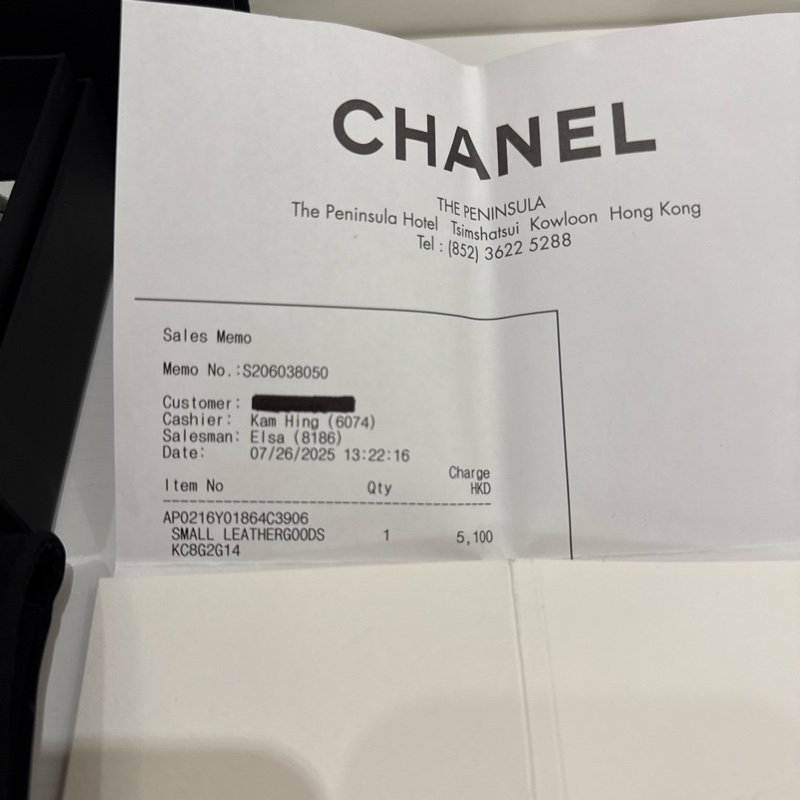 CHANEL
THE PENINSULA
The Peninsula Hotel Tsimshatsui Kowloon Hong Kong
Tel : (852) 3622 5288
Sales Memo
Memo No.:S206038050
Customer:
Cashier: Kam Hing (6074)
Salesman: Elsa (8186)
Date: 07/26/2025 13:22:16
Charge
Item No Qty HKD
AP0216Y01864C3906
SMALL LEATHERGOODS 1 5,100
KC8G2G14